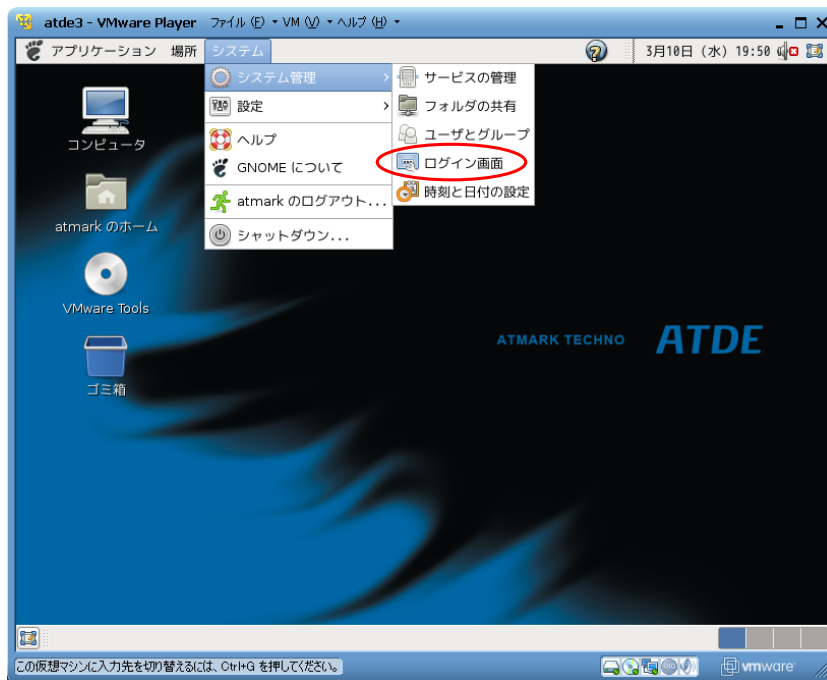 atde3 - VMware Player ファイル (F) VM (V) ヘルプ (H)
アプリケーション 場所 システム 3月10日 (水) 19:50
システム管理
設定
ヘルプ
GNOME について
atmark のログアウト...
シャットダウン...
サービスの管理
フォルダの共有
ユーザとグループ
ログイン画面
時刻と日付の設定
コンピュータ
atmark のホーム
VMware Tools
ゴミ箱
ATMARK TECHNO ATDE
この仮想マシンに入力先を切り替えるには、Ctrl+G を押してください。
vmware